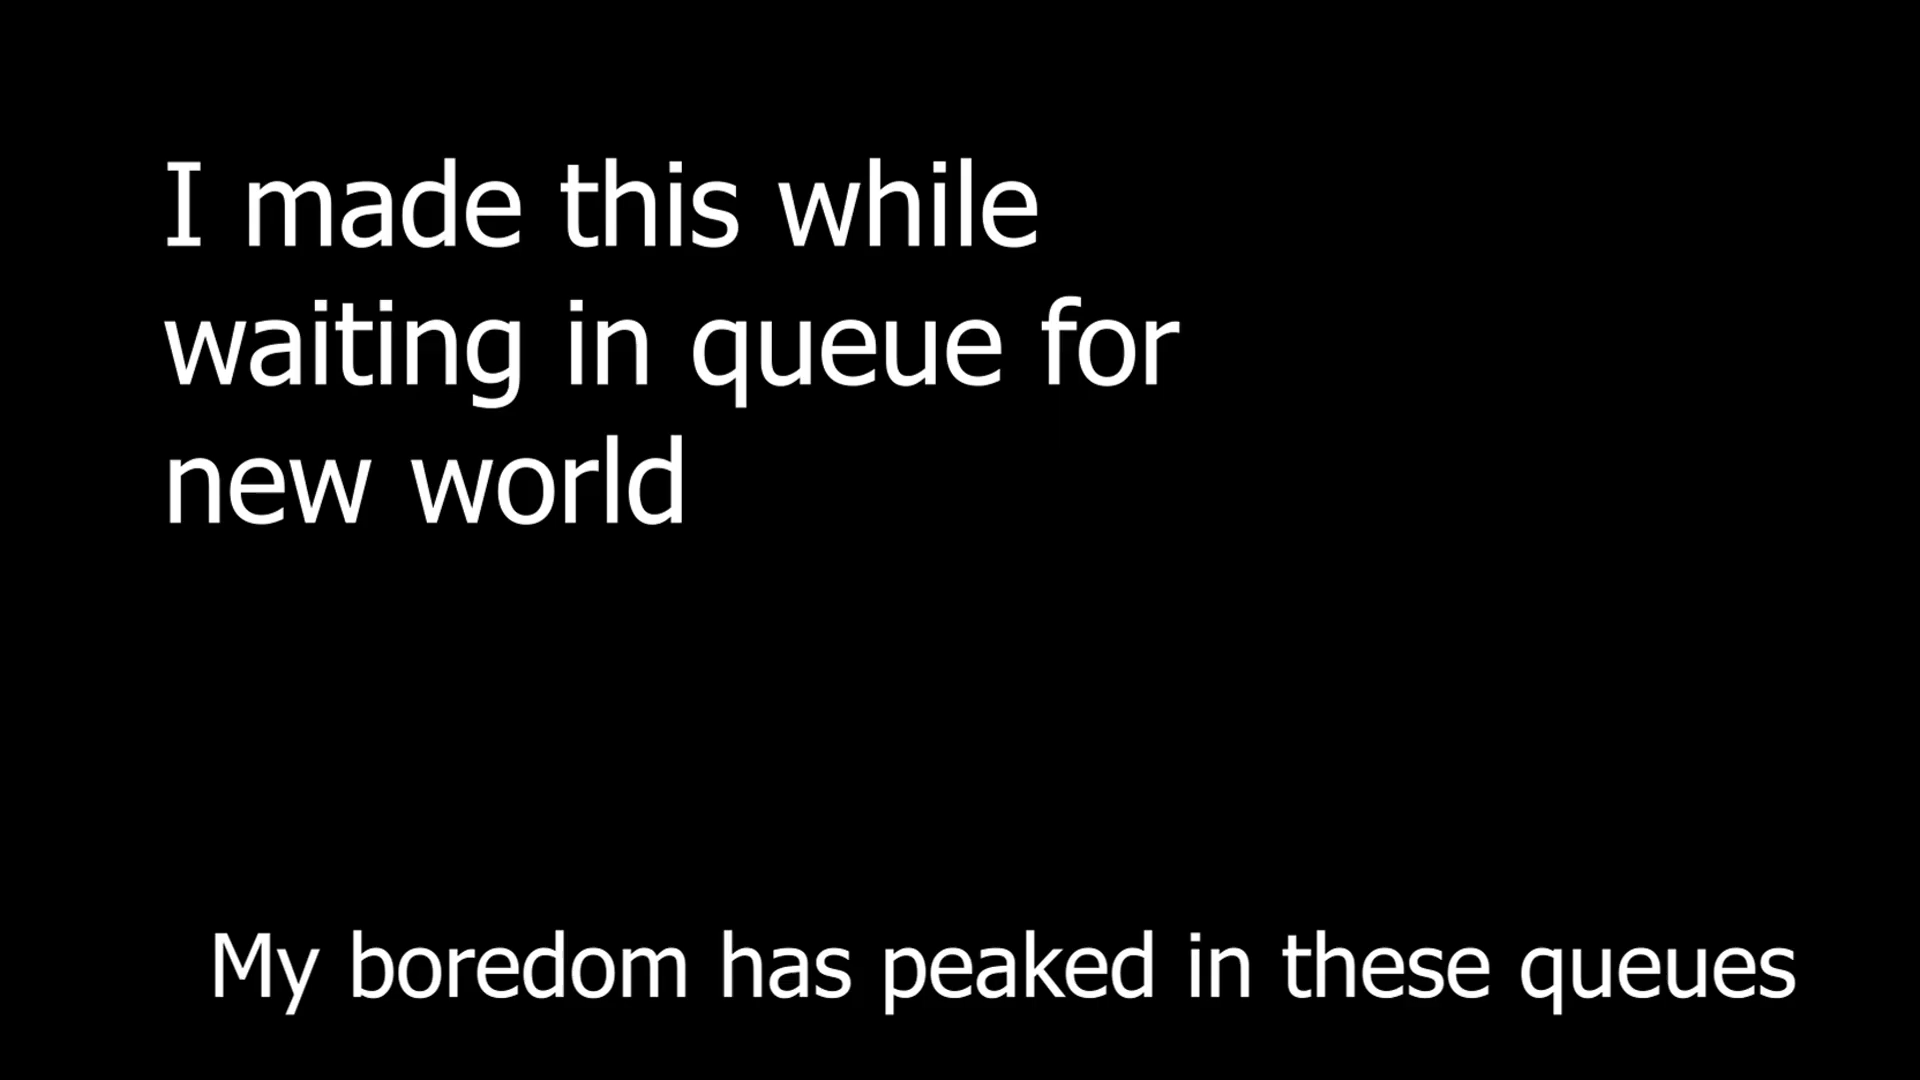 I made this while
waiting in queue for
new world
My boredom has peaked in these queues